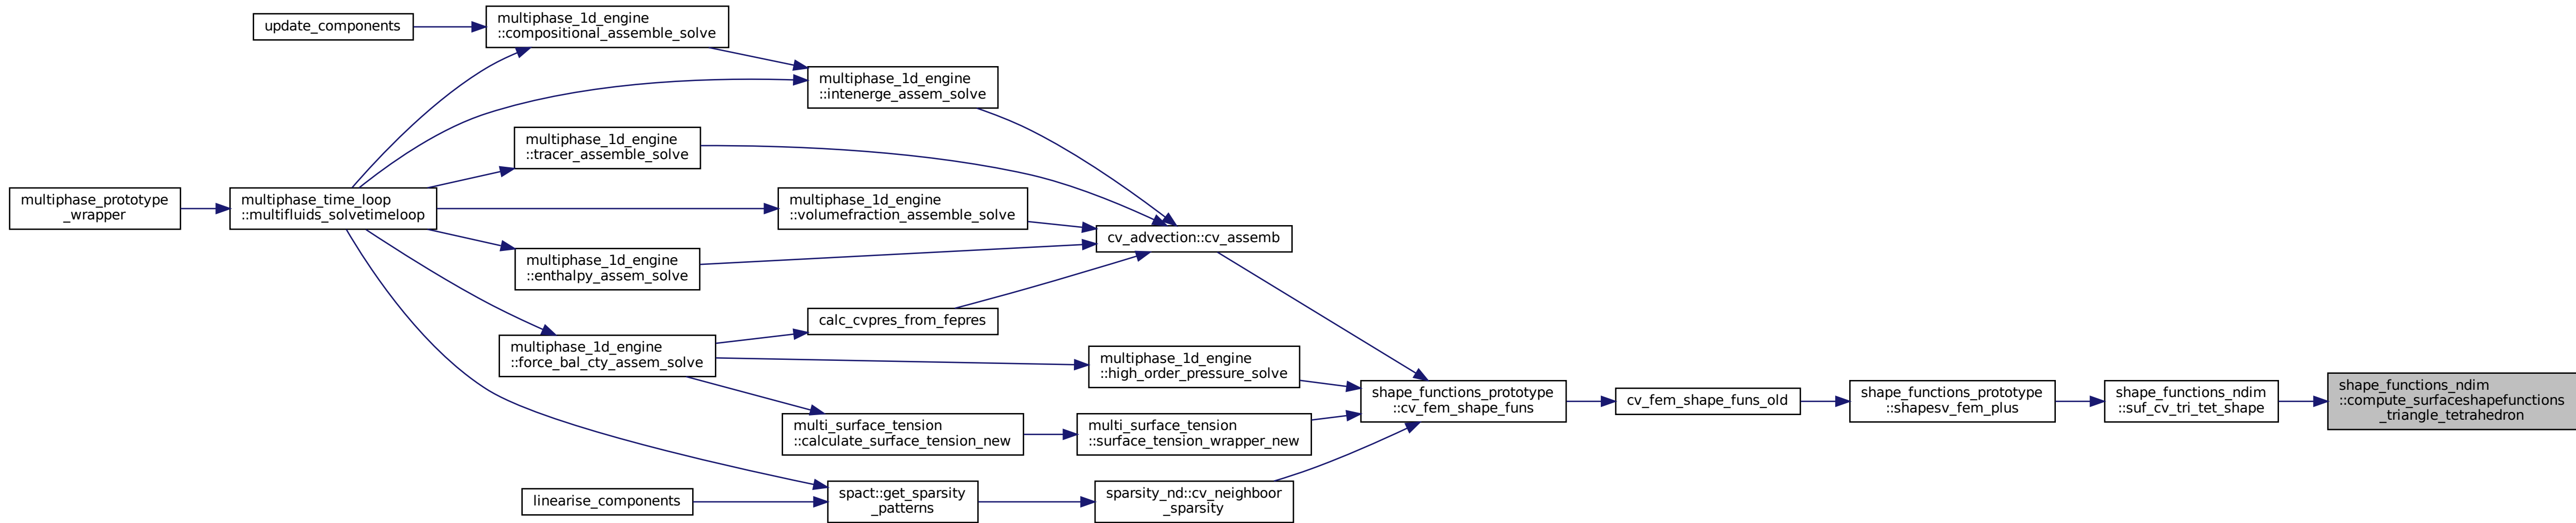 update_components
multiphase_1d_engine
::compositional_assemble_solve
multiphase_1d_engine
::intenerge_assem_solve
multiphase_1d_engine
::tracer_assemble_solve
multiphase_prototype
_wrapper
multiphase_time_loop
::multifluids_solvetimeloop
multiphase_1d_engine
::volumefraction_assemble_solve
cv_advection::cv_assemb
multiphase_1d_engine
::enthalpy_assem_solve
calc_cvpres_from_fepres
multiphase_1d_engine
::force_bal_cty_assem_solve
multiphase_1d_engine
::high_order_pressure_solve
shape_functions_prototype
::cv_fem_shape_funs
cv_fem_shape_funs_old
shape_functions_prototype
::shapesv_fem_plus
shape_functions_ndim
::suf_cv_tri_tet_shape
shape_functions_ndim
::compute_surfaceshapefunctions
_triangle_tetrahedron
multi_surface_tension
::calculate_surface_tension_new
multi_surface_tension
::surface_tension_wrapper_new
linearise_components
spact::get_sparsity
_patterns
sparsity_nd::cv_neighboor
_sparsity